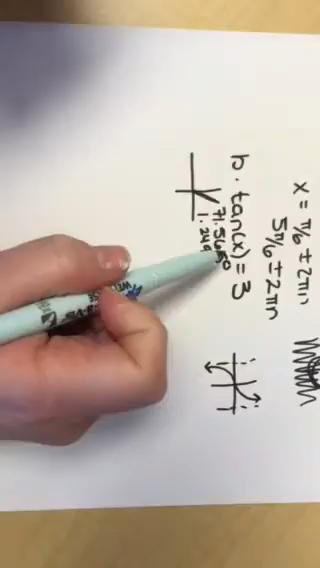 x = π/6 ± 2πn,
5π/6 ± 2πn
b. tan(x) = 3
71.565°
1.249